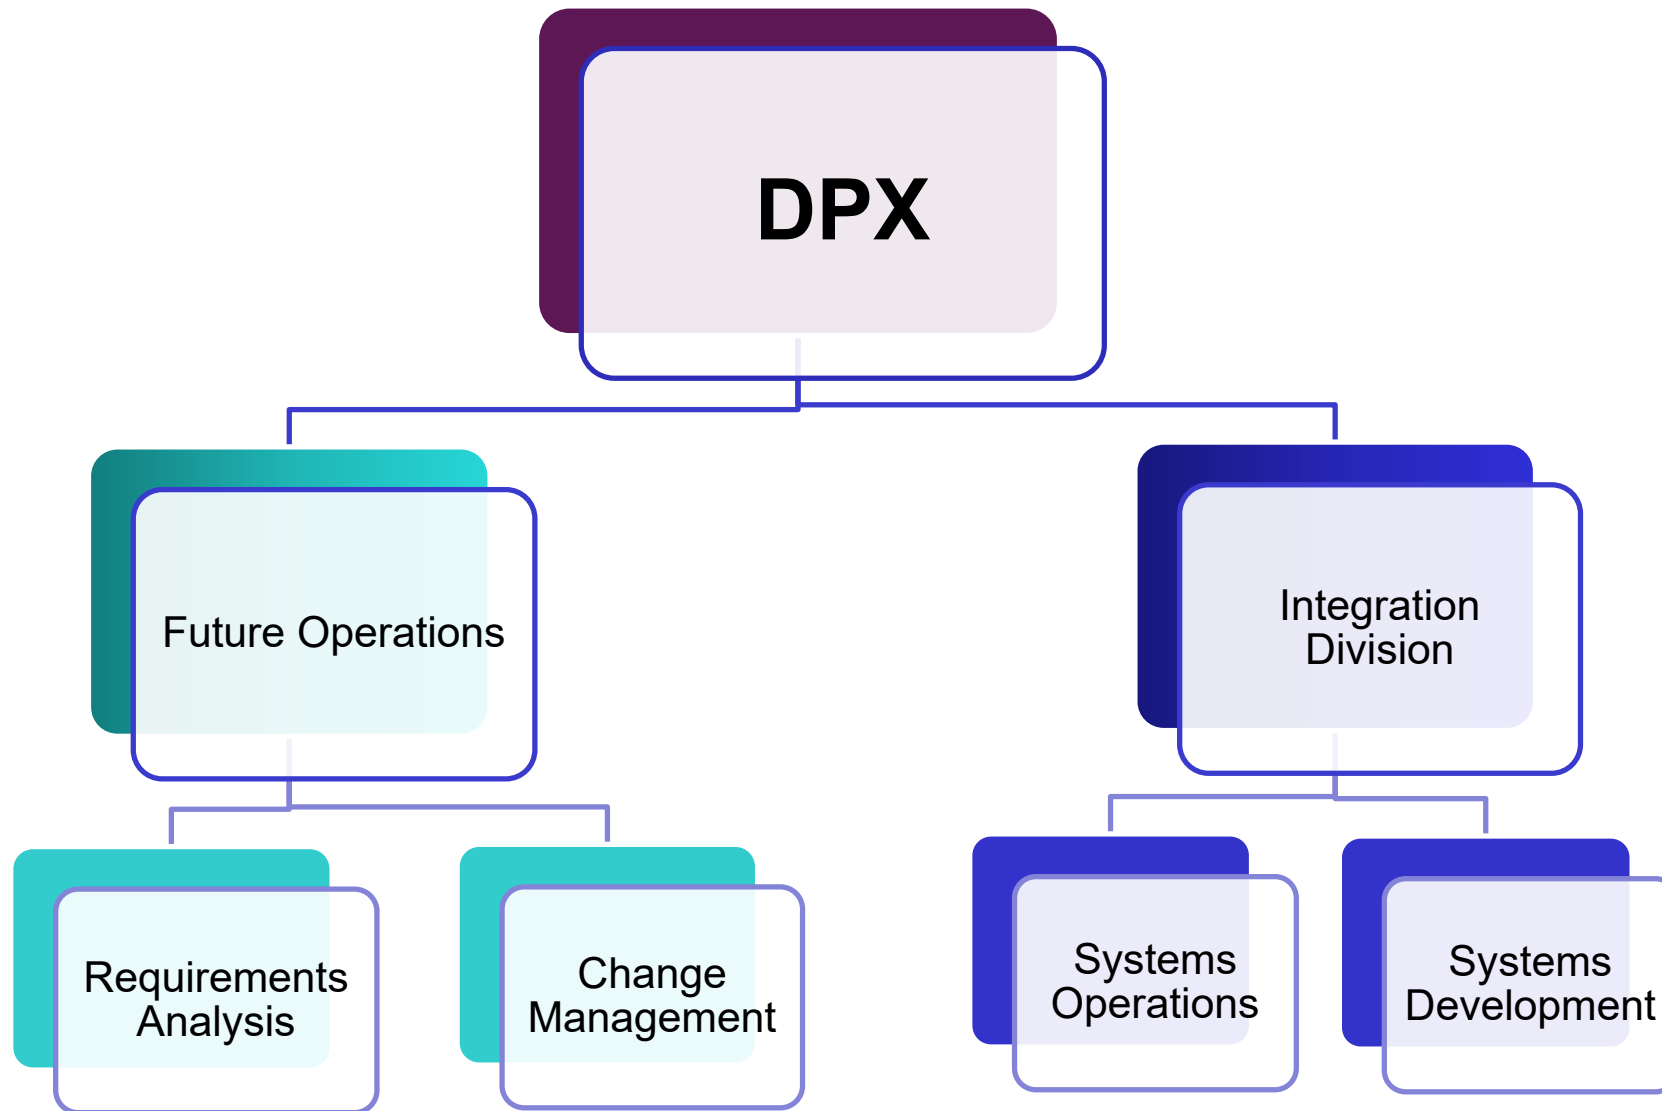 DPX
Future Operations
Integration
Division
Requirements
Analysis
Change
Management
Systems
Operations
Systems
Development